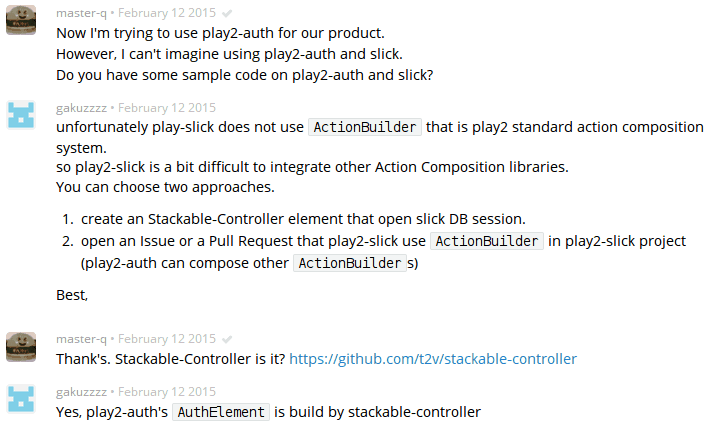 master-q • February 12 2015
Now I'm trying to use play2-auth for our product.
However, I can't imagine using play2-auth and slick.
Do you have some sample code on play2-auth and slick?
gakuzzzz • February 12 2015
unfortunately play-slick does not use ActionBuilder that is play2 standard action composition
system.
so play2-slick is a bit difficult to integrate other Action Composition libraries.
You can choose two approaches.
1. create an Stackable-Controller element that open slick DB session.
2. open an Issue or a Pull Request that play2-slick use ActionBuilder in play2-slick project
(play2-auth can compose other ActionBuilder s)
Best,
master-q • February 12 2015
Thank's. Stackable-Controller is it? https://github.com/t2v/stackable-controller
gakuzzzz • February 12 2015
Yes, play2-auth's AuthElement is build by stackable-controller